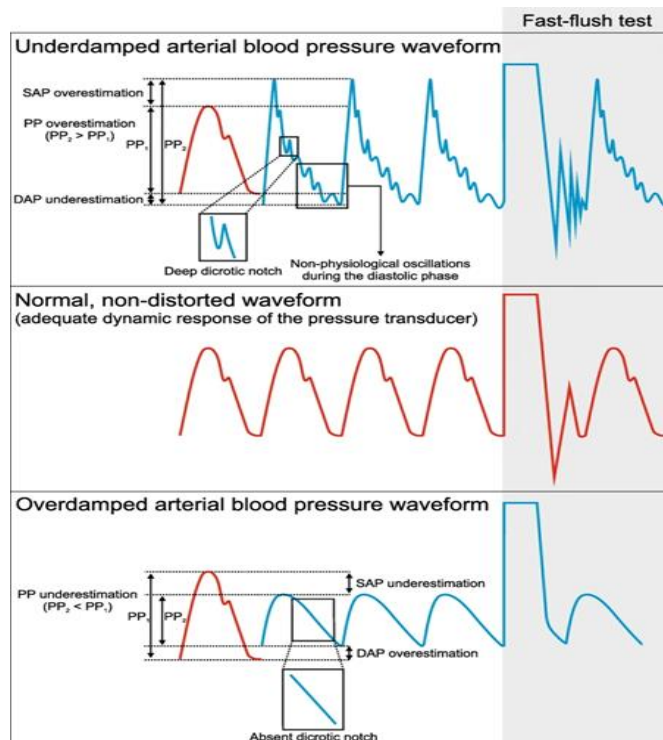 Fast-flush test
Underdamped arterial blood pressure waveform
SAP overestimation
PP overestimation
(PP₂ > PP₁)
PP₁
PP₂
DAP underestimation
Deep dicrotic notch
Non-physiological oscillations
during the diastolic phase
Normal, non-distorted waveform
(adequate dynamic response of the pressure transducer)
Overdamped arterial blood pressure waveform
PP underestimation
(PP₂ < PP₁)
PP₁
PP₂
SAP underestimation
DAP overestimation
Absent dicrotic notch